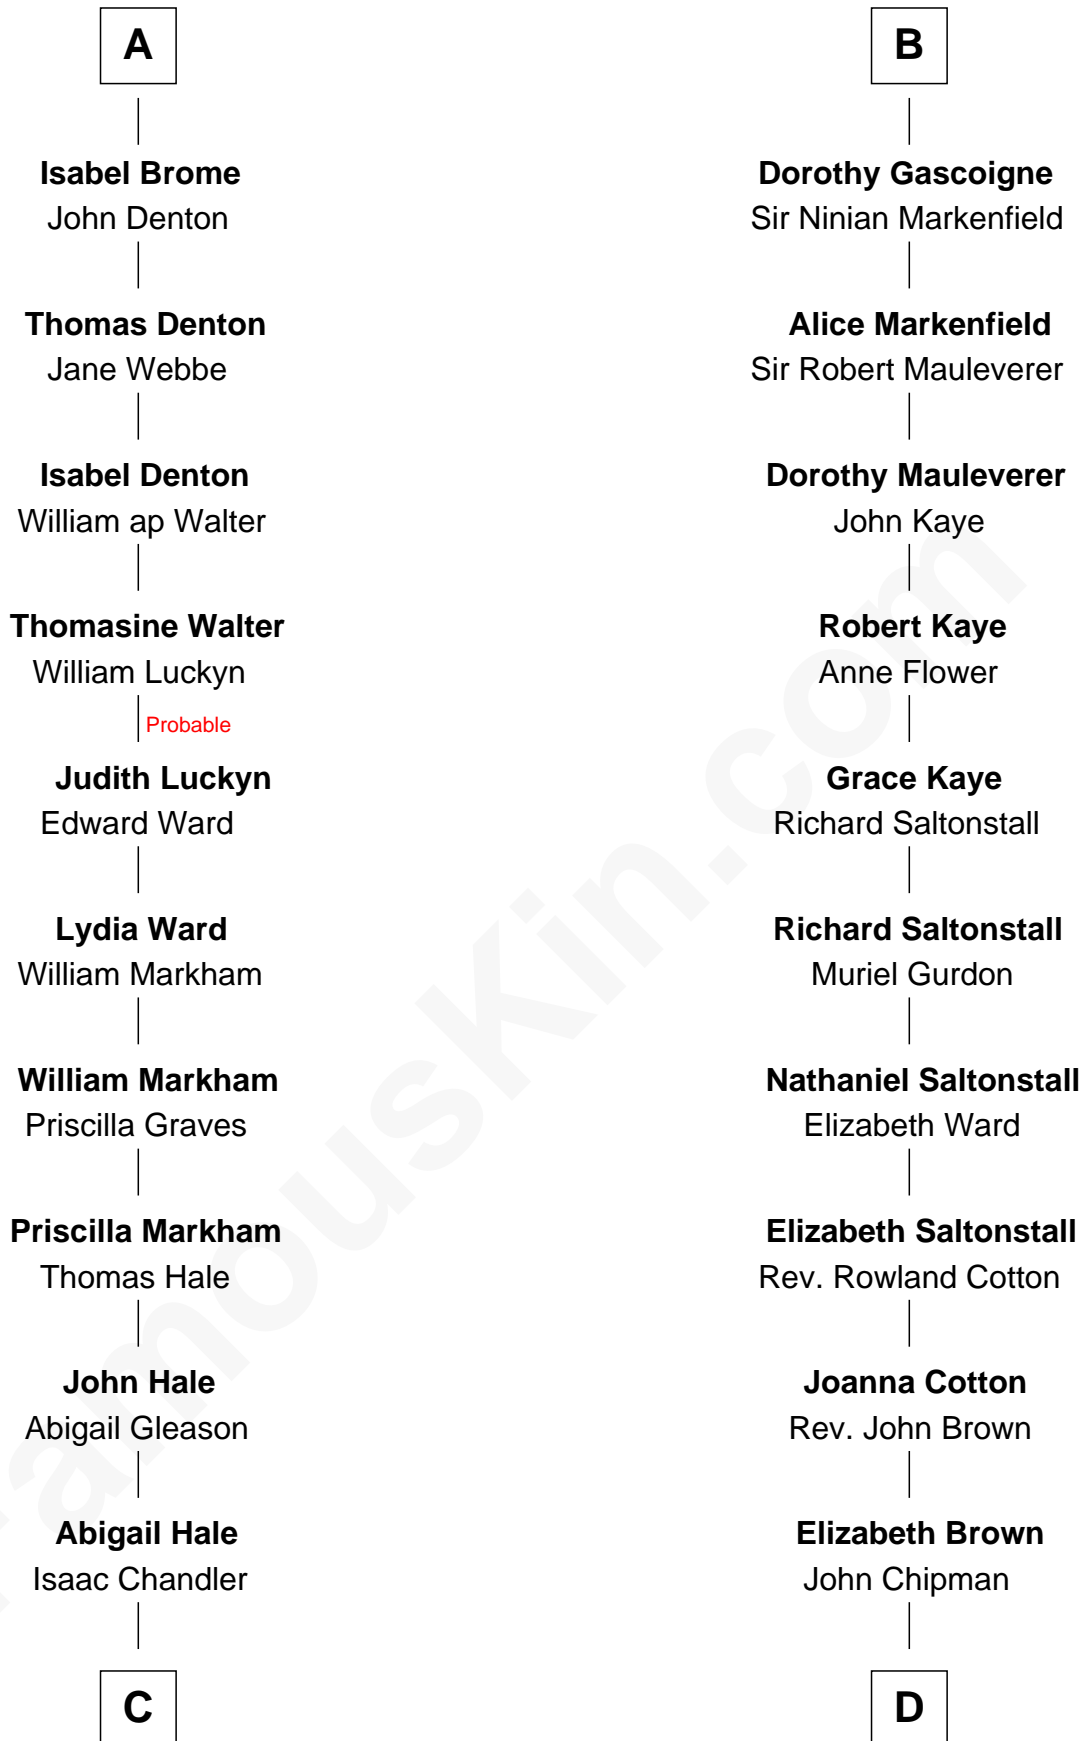 A
Isabel Brome
John Denton
Thomas Denton
Jane Webbe
Isabel Denton
William ap Walter
Thomasine Walter
William Luckyn
Probable
Judith Luckyn
Edward Ward
Lydia Ward
William Markham
William Markham
Priscilla Graves
Priscilla Markham
Thomas Hale
John Hale
Abigail Gleason
Abigail Hale
Isaac Chandler
C
B
Dorothy Gascoigne
Sir Ninian Markenfield
Alice Markenfield
Sir Robert Mauleverer
Dorothy Mauleverer
John Kaye
Robert Kaye
Anne Flower
Grace Kaye
Richard Saltonstall
Richard Saltonstall
Muriel Gurdon
Nathaniel Saltonstall
Elizabeth Ward
Elizabeth Saltonstall
Rev. Rowland Cotton
Joanna Cotton
Rev. John Brown
Elizabeth Brown
John Chipman
D
FamousKin.com